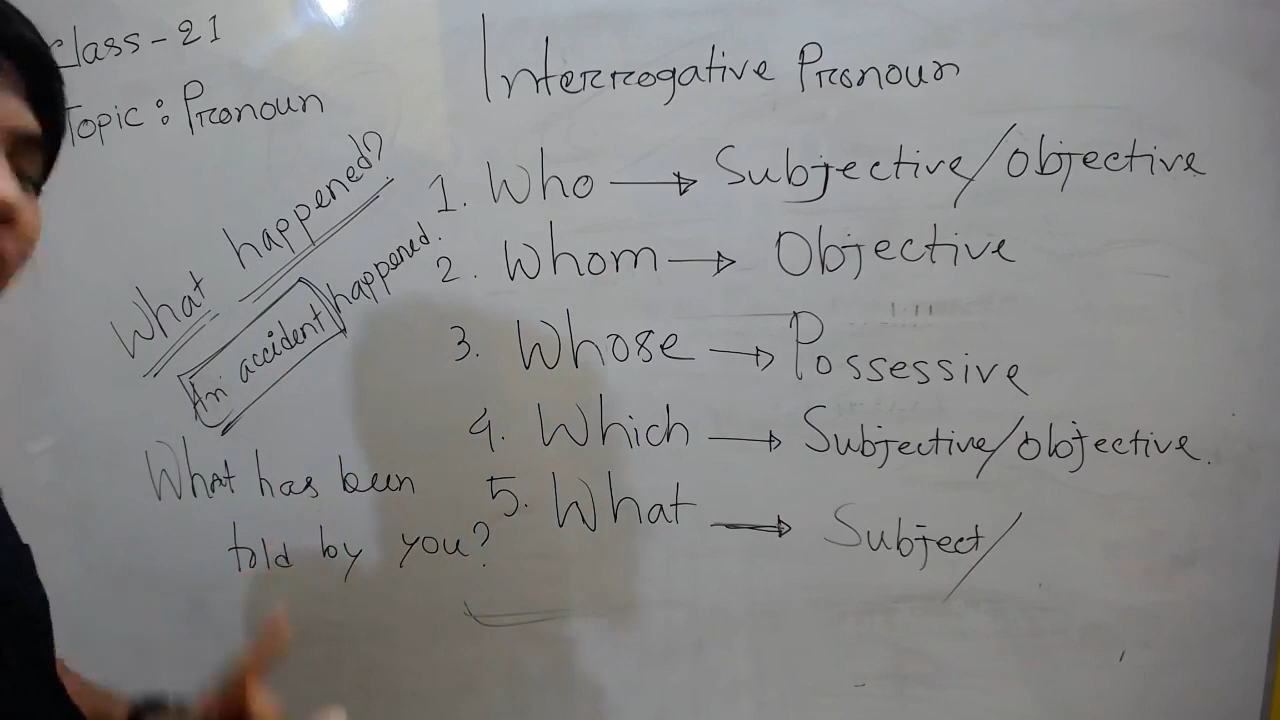 Class-21
Topic: Pronoun
Interrogative Pronoun
What happened?
An accident happened.
What has been
told by you?
1. Who → Subjective/Objective
2. Whom → Objective
3. Whose → Possessive
4. Which → Subjective/Objective.
5. What → Subject/